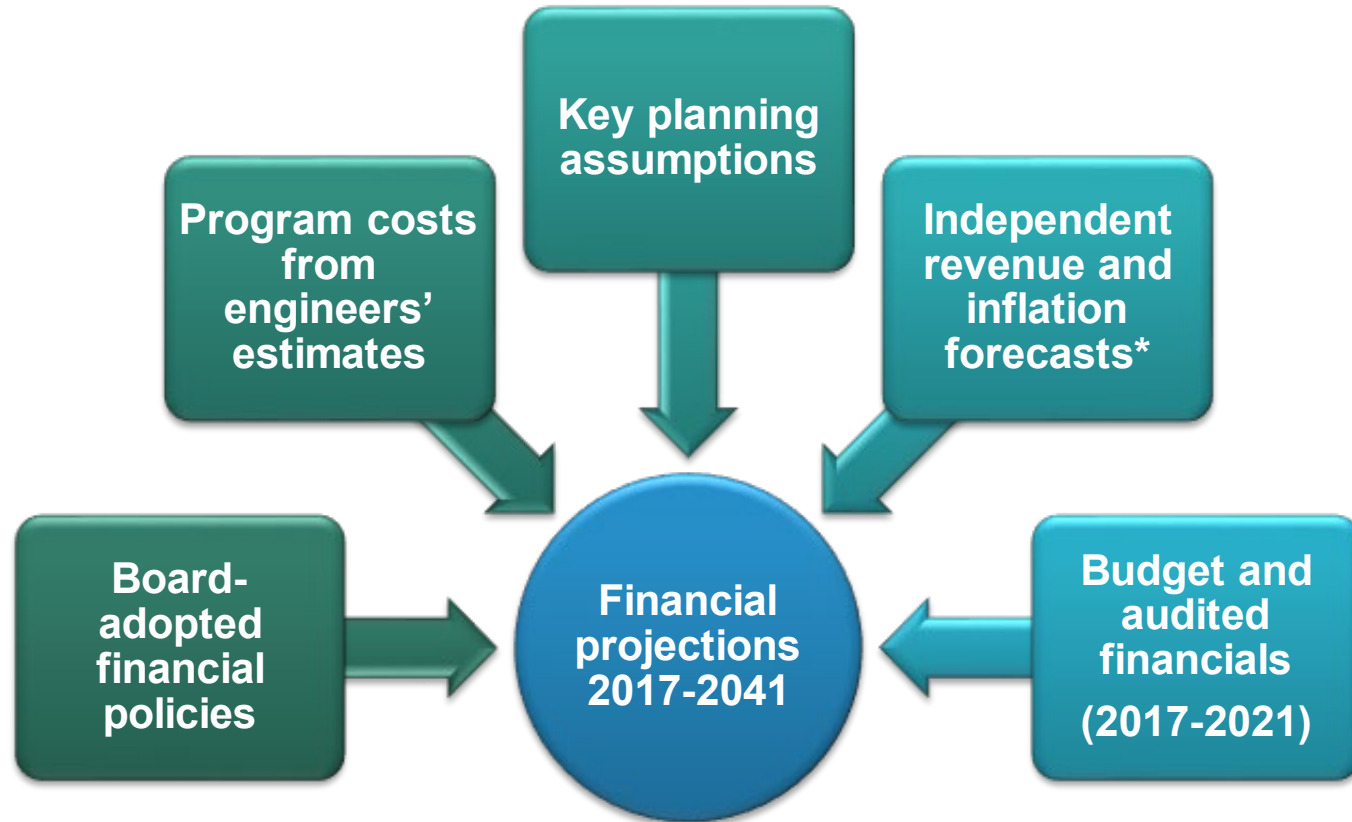 Key planning
assumptions
Program costs
from
engineers’
estimates
Independent
revenue and
inflation
forecasts*
Board-
adopted
financial
policies
Financial
projections
2017-2041
Budget and
audited
financials
(2017-2021)